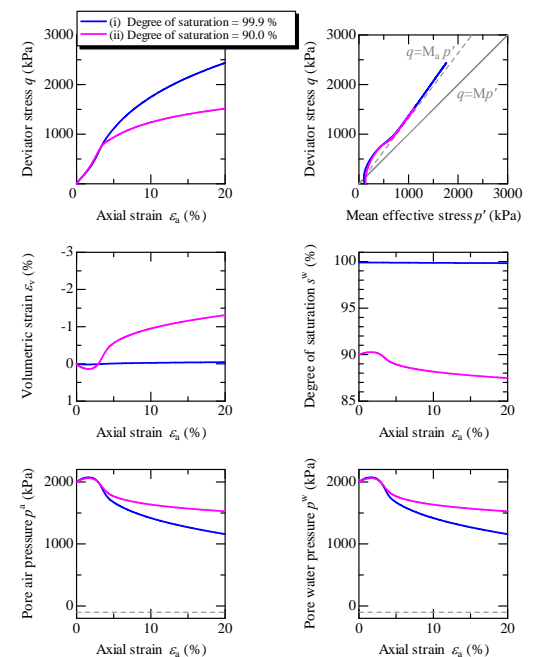 (i) Degree of saturation = 99.9 %
(ii) Degree of saturation = 90.0 %
Deviator stress q (kPa)
3000
2000
1000
0
10
20
Axial strain εa (%)
Deviator stress q (kPa)
3000
2000
1000
q=Ma p′
q=Mp′
0
1000
2000
3000
Mean effective stress p′ (kPa)
Volumetric strain εv (%)
-3
-2
-1
0
1
0
10
20
Axial strain εa (%)
Degree of saturation sw (%)
100
95
90
85
0
10
20
Axial strain εa (%)
Pore air pressure pa (kPa)
2000
1000
0
0
10
20
Axial strain εa (%)
Pore water pressure pw (kPa)
2000
1000
0
0
10
20
Axial strain εa (%)